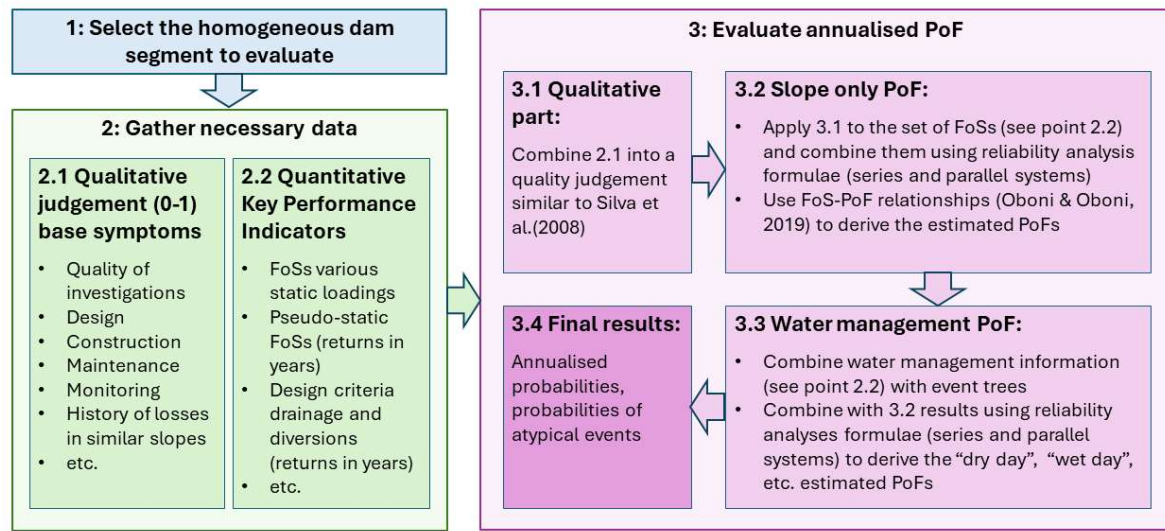 1: Select the homogeneous dam
segment to evaluate
2: Gather necessary data
2.1 Qualitative
judgement (0-1)
base symptoms
• Quality of
investigations
• Design
• Construction
• Maintenance
• Monitoring
• History of losses
in similar slopes
• etc.
2.2 Quantitative
Key Performance
Indicators
• FoSs various
static loadings
• Pseudo-static
FoSs (returns in
years)
• Design criteria
drainage and
diversions
(returns in years)
• etc.
3: Evaluate annualised PoF
3.1 Qualitative
part:
Combine 2.1 into a
quality judgement
similar to Silva et
al.(2008)
3.2 Slope only PoF:
• Apply 3.1 to the set of FoSs (see point 2.2)
and combine them using reliability analysis
formulae (series and parallel systems)
• Use FoS-PoF relationships (Oboni & Oboni,
2019) to derive the estimated PoFs
3.3 Water management PoF:
• Combine water management information
(see point 2.2) with event trees
• Combine with 3.2 results using reliability
analyses formulae (series and parallel
systems) to derive the “dry day”, “wet day”,
etc. estimated PoFs
3.4 Final results:
Annualised
probabilities,
probabilities of
atypical events